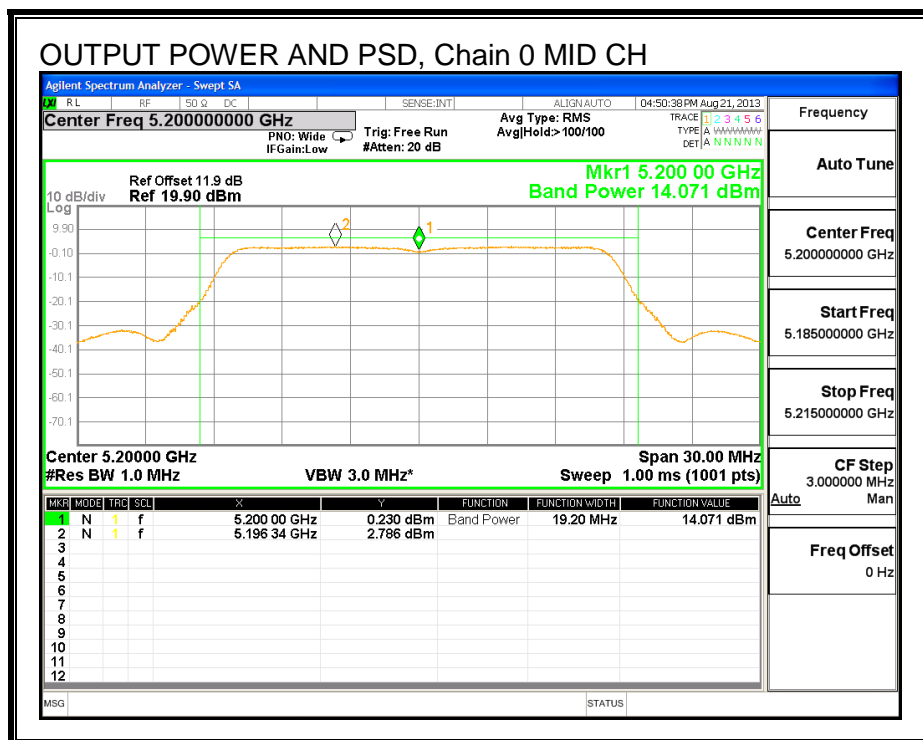 OUTPUT POWER AND PSD, Chain 0 MID CH
Agilent Spectrum Analyzer - Swept SA
LXI RL RF 50 Ω DC SENSE:INT ALIGNAUTO 04:50:38 PM Aug 21, 2013
Center Freq 5.200000000 GHz
PNO: Wide
IFGain:Low
Trig: Free Run
#Atten: 20 dB
Avg Type: RMS
Avg|Hold:>100/100
TRACE 1 2 3 4 5 6
TYPE A WWWWW
DET A N N N N N
Mkr1 5.200 00 GHz
Band Power 14.071 dBm
Ref Offset 11.9 dB
10 dB/div Ref 19.90 dBm
Log
9.90
-0.10
-10.1
-20.1
-30.1
-40.1
-50.1
-60.1
-70.1
2
1
Center 5.20000 GHz Span 30.00 MHz
#Res BW 1.0 MHz VBW 3.0 MHz* Sweep 1.00 ms (1001 pts)
MKR MODE TRC SCL X Y FUNCTION FUNCTION WIDTH FUNCTION VALUE
1 N 1 f 5.200 00 GHz 0.230 dBm Band Power 19.20 MHz 14.071 dBm
2 N 1 f 5.196 34 GHz 2.786 dBm
3
4
5
6
7
8
9
10
11
12
MSG STATUS
Frequency
Auto Tune
Center Freq
5.200000000 GHz
Start Freq
5.185000000 GHz
Stop Freq
5.215000000 GHz
CF Step
3.000000 MHz
Auto Man
Freq Offset
0 Hz